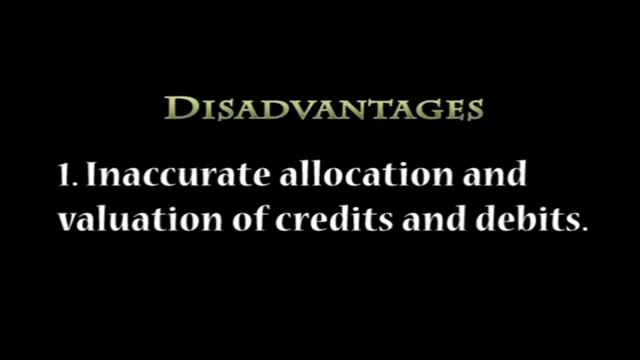 DISADVANTAGES
1. Inaccurate allocation and
valuation of credits and debits.